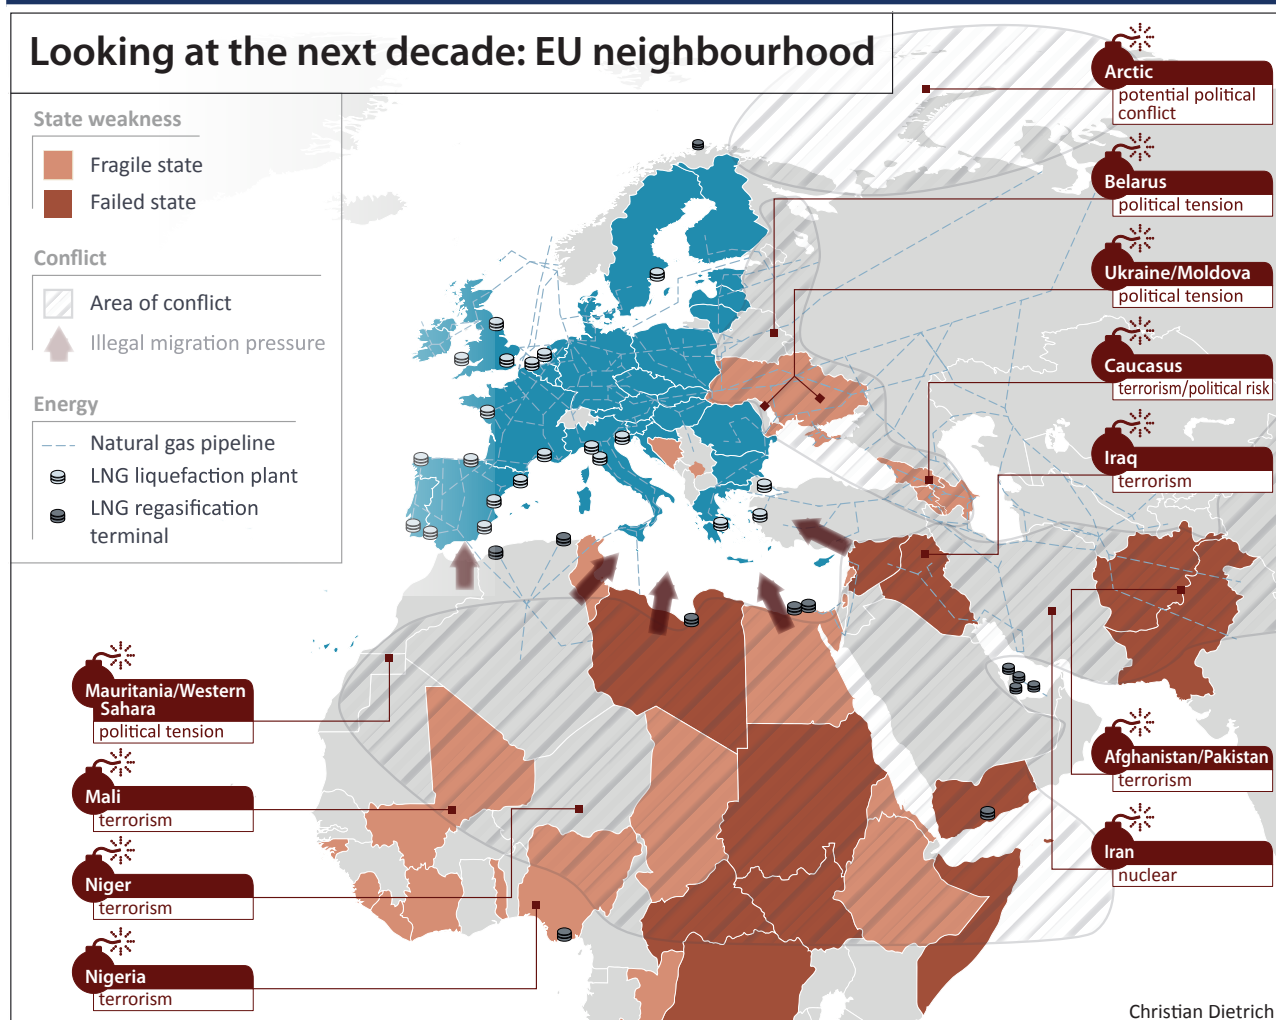 Looking at the next decade: EU neighbourhood
State weakness
Fragile state
Failed state
Conflict
Area of conflict
Illegal migration pressure
Energy
Natural gas pipeline
LNG liquefaction plant
LNG regasification
terminal
Arctic
potential political
conflict
Belarus
political tension
Ukraine/Moldova
political tension
Caucasus
terrorism/political risk
Iraq
terrorism
Afghanistan/Pakistan
terrorism
Iran
nuclear
Mauritania/Western
Sahara
political tension
Mali
terrorism
Niger
terrorism
Nigeria
terrorism
Christian Dietrich